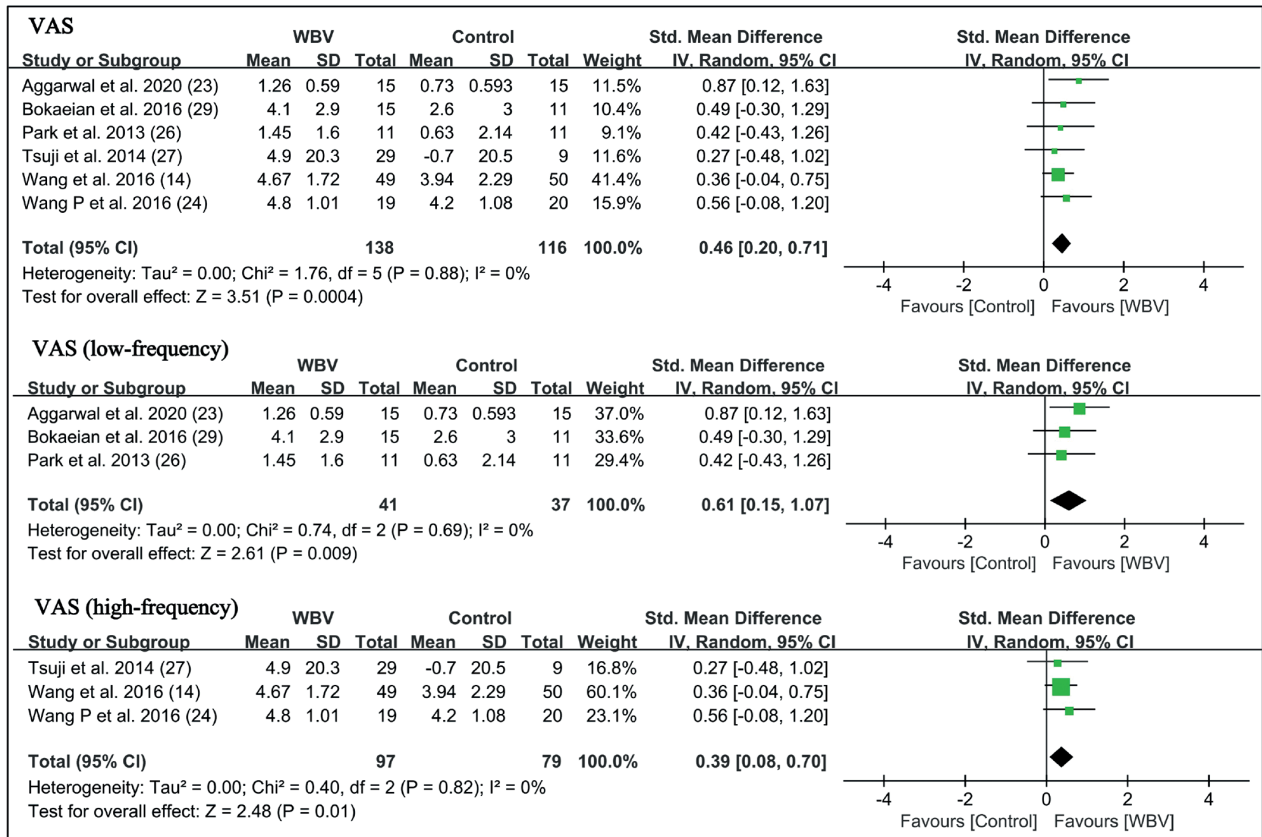 VAS
WBV Control Std. Mean Difference Std. Mean Difference
Study or Subgroup Mean SD Total Mean SD Total Weight IV, Random, 95% CI IV, Random, 95% CI
Aggarwal et al. 2020 (23) 1.26 0.59 15 0.73 0.593 15 11.5% 0.87 [0.12, 1.63]
Bokaeian et al. 2016 (29) 4.1 2.9 15 2.6 3 11 10.4% 0.49 [-0.30, 1.29]
Park et al. 2013 (26) 1.45 1.6 11 0.63 2.14 11 9.1% 0.42 [-0.43, 1.26]
Tsuji et al. 2014 (27) 4.9 20.3 29 -0.7 20.5 9 11.6% 0.27 [-0.48, 1.02]
Wang et al. 2016 (14) 4.67 1.72 49 3.94 2.29 50 41.4% 0.36 [-0.04, 0.75]
Wang P et al. 2016 (24) 4.8 1.01 19 4.2 1.08 20 15.9% 0.56 [-0.08, 1.20]
Total (95% CI) 138 116 100.0% 0.46 [0.20, 0.71]
Heterogeneity: Tau² = 0.00; Chi² = 1.76, df = 5 (P = 0.88); I² = 0%
Test for overall effect: Z = 3.51 (P = 0.0004)
-4 -2 0 2 4
Favours [Control] Favours [WBV]
VAS (low-frequency)
WBV Control Std. Mean Difference Std. Mean Difference
Study or Subgroup Mean SD Total Mean SD Total Weight IV, Random, 95% CI IV, Random, 95% CI
Aggarwal et al. 2020 (23) 1.26 0.59 15 0.73 0.593 15 37.0% 0.87 [0.12, 1.63]
Bokaeian et al. 2016 (29) 4.1 2.9 15 2.6 3 11 33.6% 0.49 [-0.30, 1.29]
Park et al. 2013 (26) 1.45 1.6 11 0.63 2.14 11 29.4% 0.42 [-0.43, 1.26]
Total (95% CI) 41 37 100.0% 0.61 [0.15, 1.07]
Heterogeneity: Tau² = 0.00; Chi² = 0.74, df = 2 (P = 0.69); I² = 0%
Test for overall effect: Z = 2.61 (P = 0.009)
-4 -2 0 2 4
Favours [Control] Favours [WBV]
VAS (high-frequency)
WBV Control Std. Mean Difference Std. Mean Difference
Study or Subgroup Mean SD Total Mean SD Total Weight IV, Random, 95% CI IV, Random, 95% CI
Tsuji et al. 2014 (27) 4.9 20.3 29 -0.7 20.5 9 16.8% 0.27 [-0.48, 1.02]
Wang et al. 2016 (14) 4.67 1.72 49 3.94 2.29 50 60.1% 0.36 [-0.04, 0.75]
Wang P et al. 2016 (24) 4.8 1.01 19 4.2 1.08 20 23.1% 0.56 [-0.08, 1.20]
Total (95% CI) 97 79 100.0% 0.39 [0.08, 0.70]
Heterogeneity: Tau² = 0.00; Chi² = 0.40, df = 2 (P = 0.82); I² = 0%
Test for overall effect: Z = 2.48 (P = 0.01)
-4 -2 0 2 4
Favours [Control] Favours [WBV]